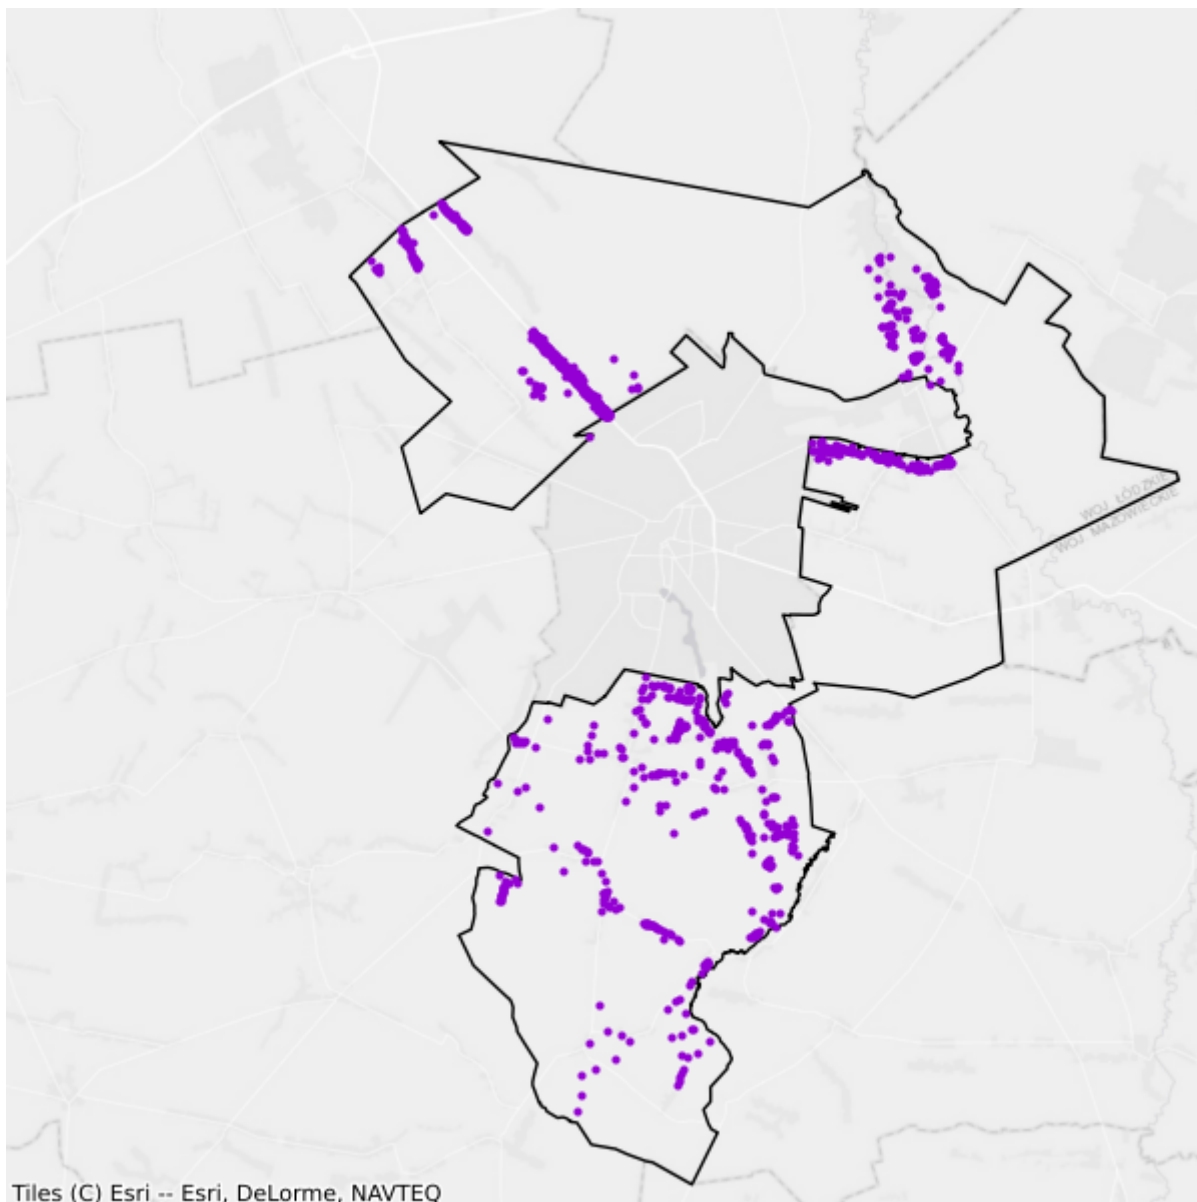 WOJ. ŁÓDZKIE
WOJ. MAZOWIECKIE
Tiles (C) Esri -- Esri, DeLorme, NAVTEQ